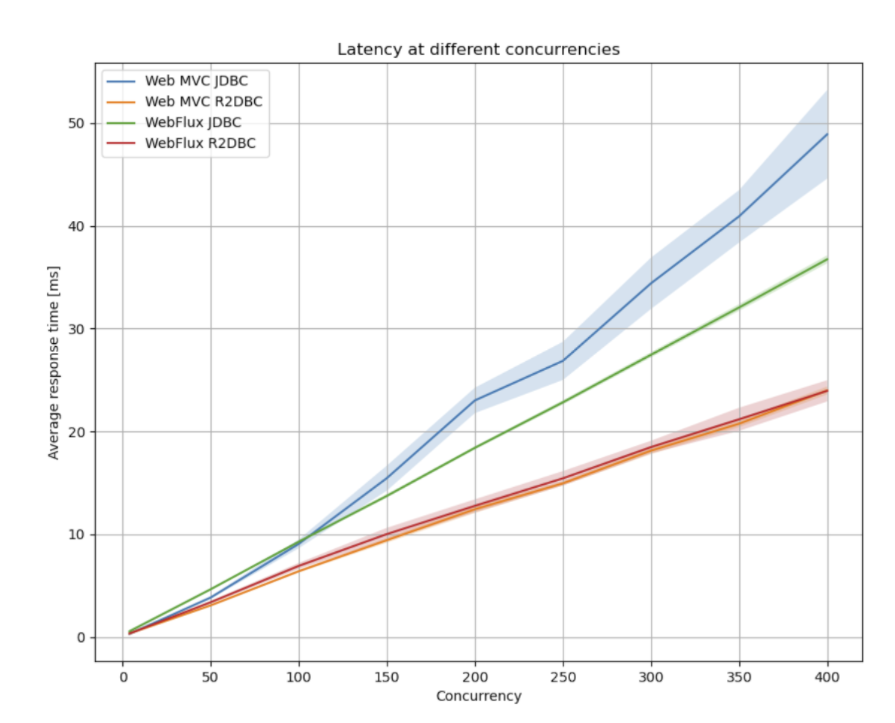 Latency at different concurrencies
Web MVC JDBC
Web MVC R2DBC
WebFlux JDBC
WebFlux R2DBC
50
40
30
20
10
0
Average response time [ms]
0 50 100 150 200 250 300 350 400
Concurrency